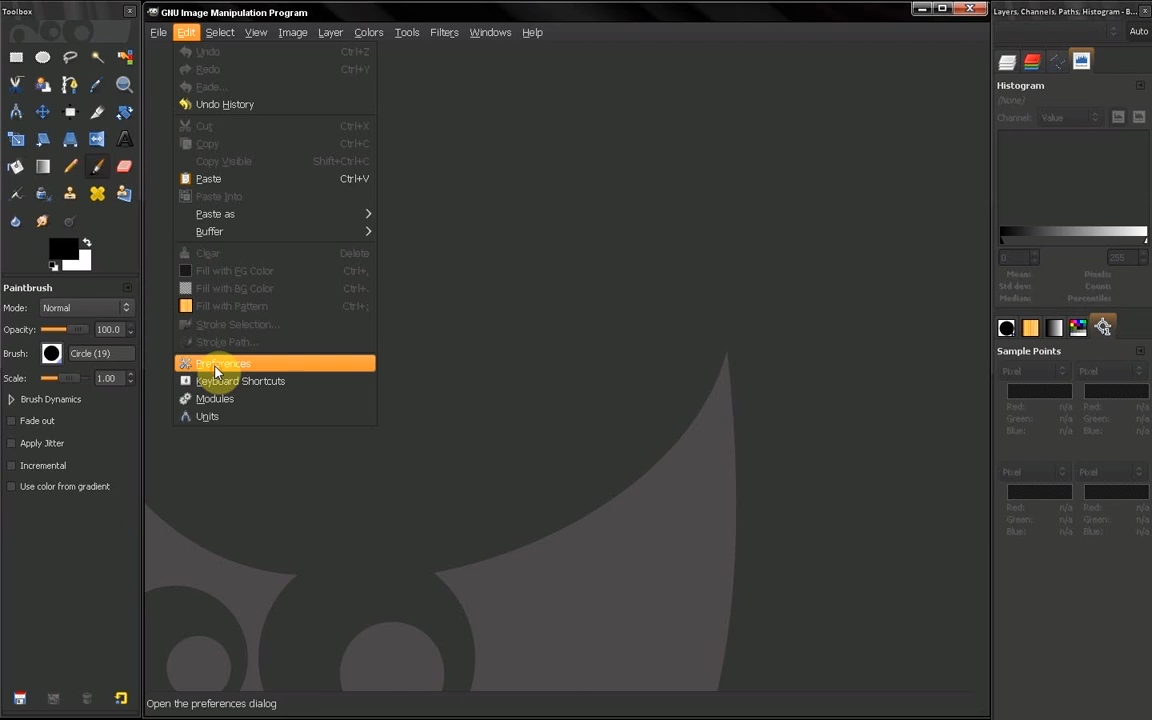 Toolbox
GNU Image Manipulation Program
Layers, Channels, Paths, Histogram - B...
File Edit Select View Image Layer Colors Tools Filters Windows Help
Auto
Undo Ctrl+Z
Redo Ctrl+Y
Fade...
Undo History
Cut Ctrl+X
Copy Ctrl+C
Copy Visible Shift+Ctrl+C
Paste Ctrl+V
Paste Into
Paste as
Buffer
Clear Delete
Fill with FG Color Ctrl+,
Fill with BG Color Ctrl+.
Fill with Pattern Ctrl+;
Stroke Selection...
Stroke Path...
Preferences
Keyboard Shortcuts
Modules
Units
Paintbrush
Mode: Normal
Opacity: 100.0
Brush: Circle (19)
Scale: 1.00
Brush Dynamics
Fade out
Apply Jitter
Incremental
Use color from gradient
Histogram
[None]
Channel: Value
0 255
Mean: Pixels:
Std dev: Count:
Median: Percentile:
Sample Points
Pixel Pixel
Red: n/a Red: n/a
Green: n/a Green: n/a
Blue: n/a Blue: n/a
Pixel Pixel
Red: n/a Red: n/a
Green: n/a Green: n/a
Blue: n/a Blue: n/a
Open the preferences dialog